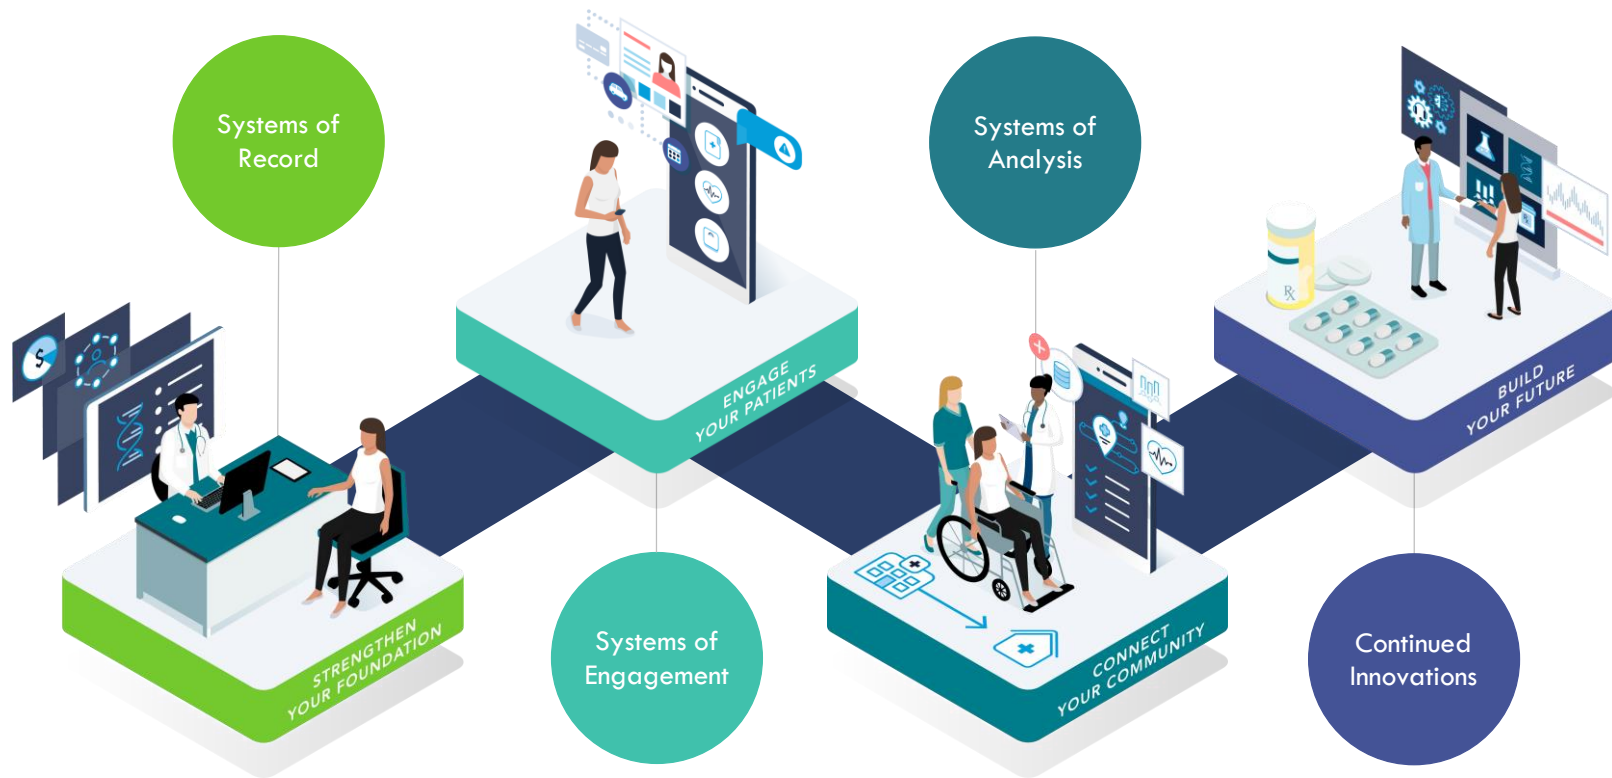 Systems of
Record
STRENGTHEN
YOUR FOUNDATION
$
ENGAGE
YOUR PATIENTS
Systems of
Engagement
Systems of
Analysis
CONNECT
YOUR COMMUNITY
Rx
BUILD
YOUR FUTURE
Continued
Innovations